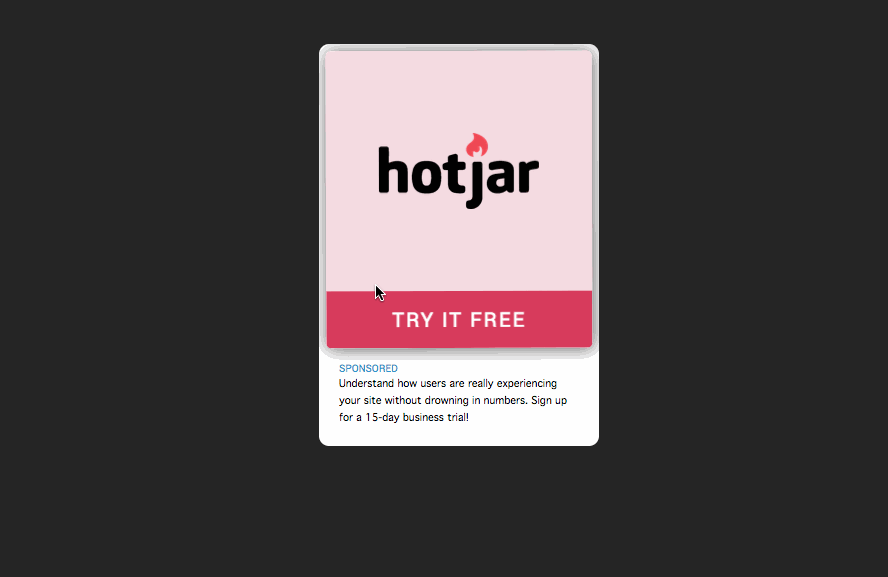 hotjar
TRY IT FREE
SPONSORED
Understand how users are really experiencing
your site without drowning in numbers. Sign up
for a 15-day business trial!